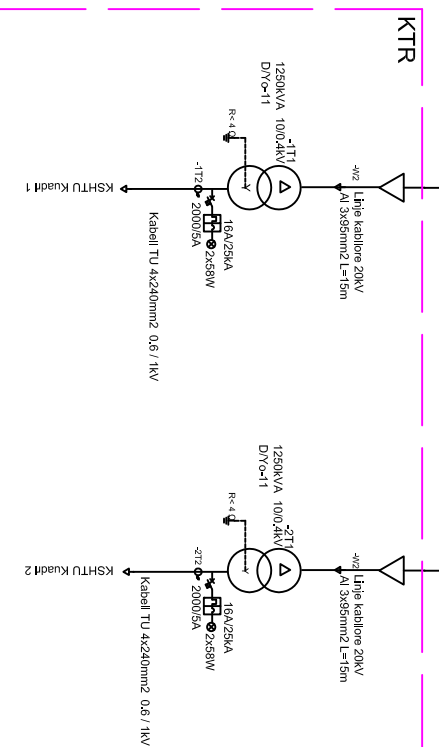 KTR
-W2
Linje kabllore 20kV
Al 3x95mm2 L=15m
-1T1
1250kVA 10/0.4kV
D/Yo-11
R< 4 Ω
-1T2
2000/5A
16A/25kA
2x58W
Kabell TU 4x240mm2 0.6 / 1kV
KSHTU Kuadri 1
-W2
Linje kabllore 20kV
Al 3x95mm2 L=15m
-2T1
1250kVA 10/0.4kV
D/Yo-11
R< 4 Ω
-2T2
2000/5A
16A/25kA
2x58W
Kabell TU 4x240mm2 0.6 / 1kV
KSHTU Kuadri 2